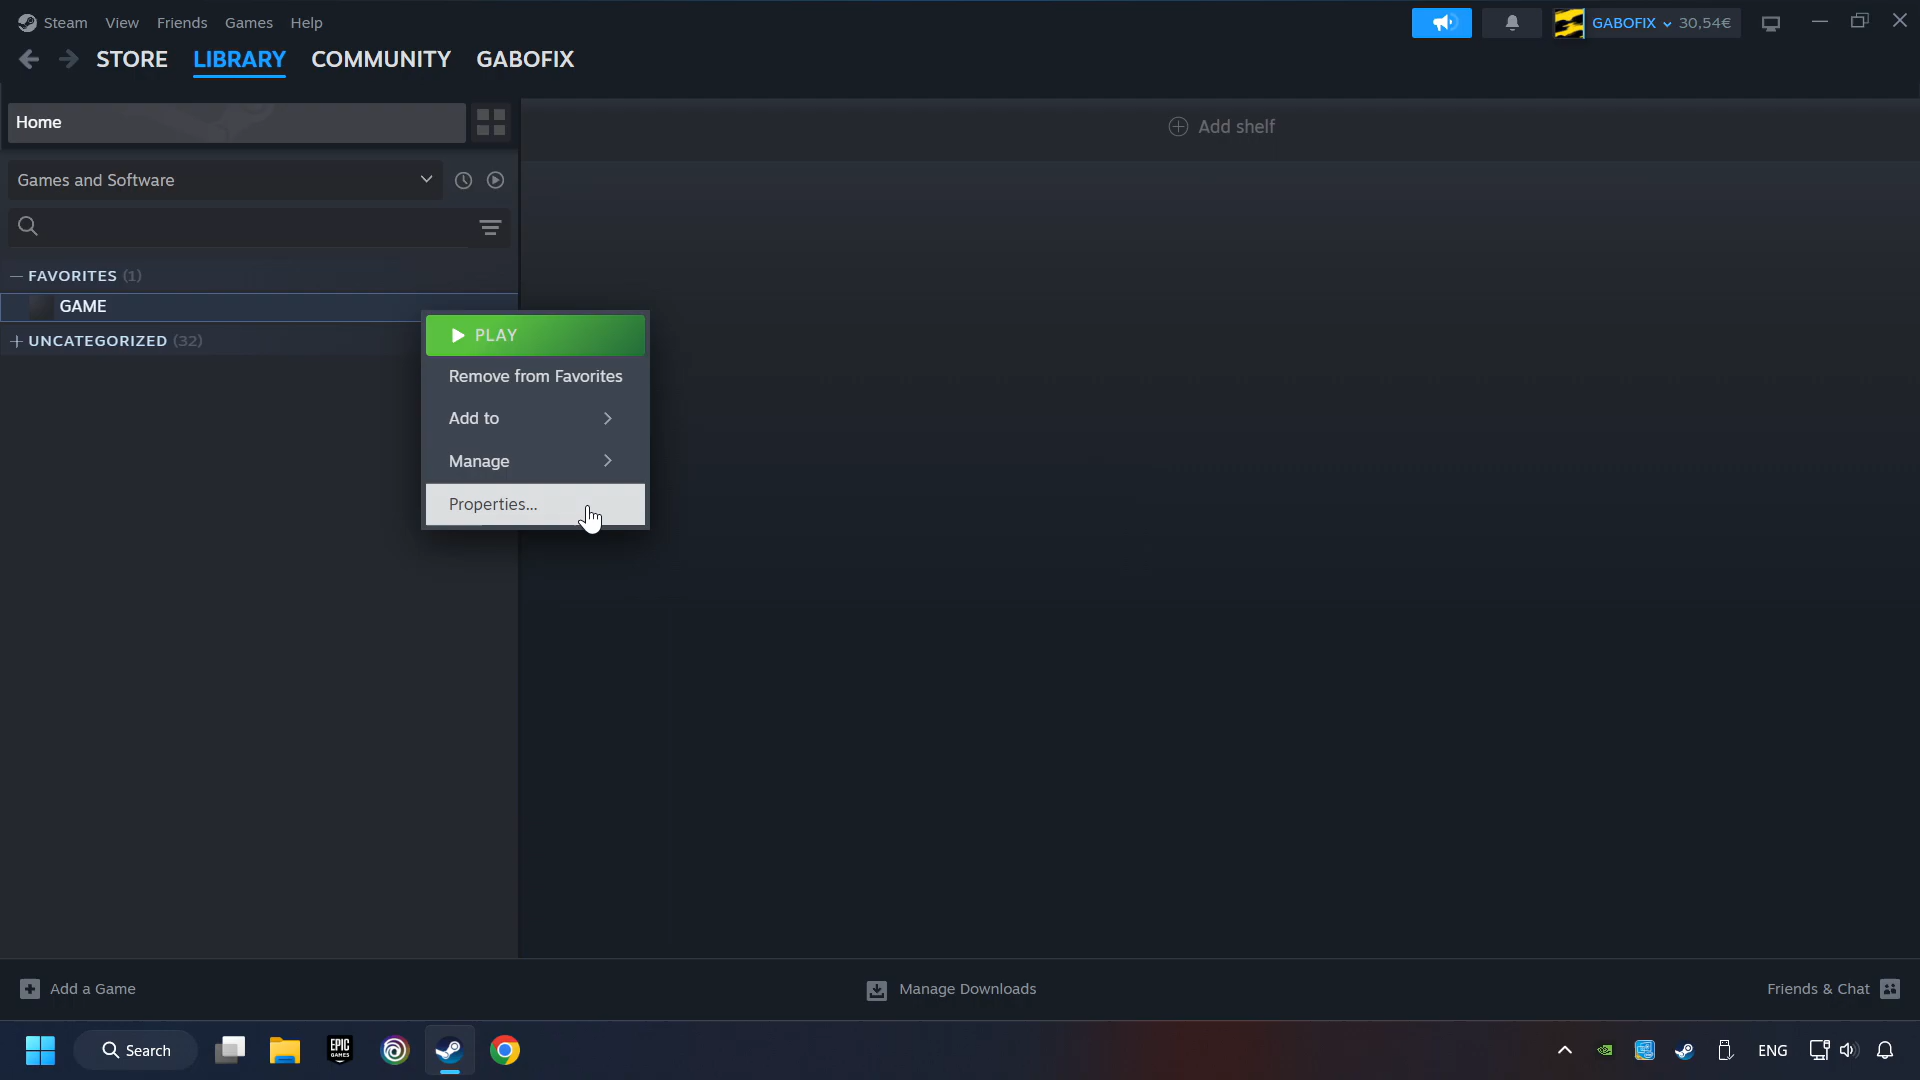 Steam View Friends Games Help
GABOFIX 30,54€
STORE LIBRARY COMMUNITY GABOFIX
Home
Add shelf
Games and Software
FAVORITES (1)
GAME
UNCATEGORIZED (32)
PLAY
Remove from Favorites
Add to
Manage
Properties...
Add a Game
Manage Downloads
Friends & Chat
Search
EPIC
GAMES
ENG